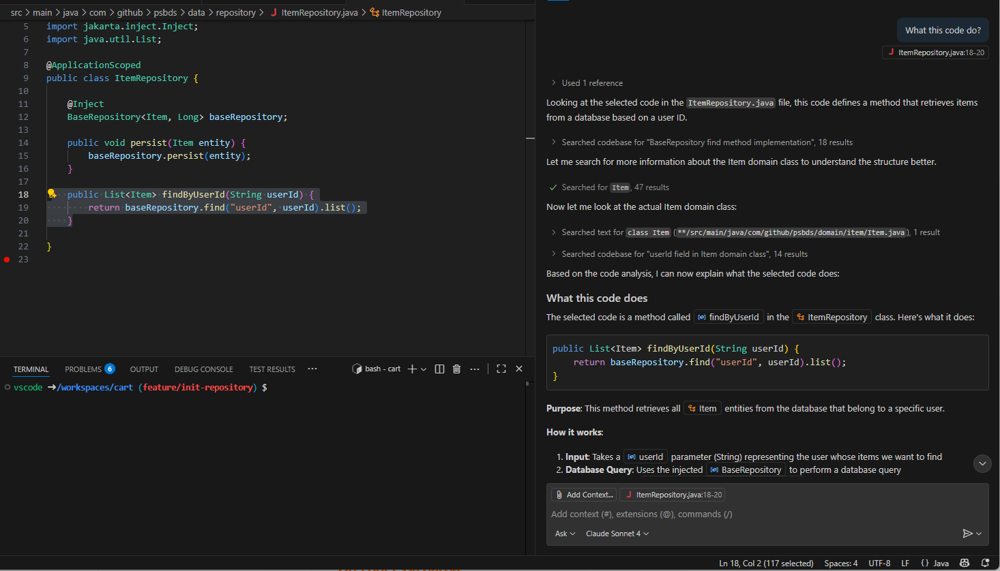 src > main > java > com > github > psbds > data > repository > J ItemRepository.java > ItemRepository
5 import jakarta.inject.Inject;
6 import java.util.List;
7
8 @ApplicationScoped
9 public class ItemRepository {
10
11 @Inject
12 BaseRepository<Item, Long> baseRepository;
13
14 public void persist(Item entity) {
15 baseRepository.persist(entity);
16 }
17
18 public List<Item> findByUserId(String userId) {
19 return baseRepository.find("userId", userId).list();
20 }
21
22 }
23
TERMINAL PROBLEMS 6 OUTPUT DEBUG CONSOLE TEST RESULTS ... bash - cart
vscode ➜/workspaces/cart (feature/init-repository) $
What this code do?
J ItemRepository.java:18-20
Used 1 reference
Looking at the selected code in the ItemRepository.java file, this code defines a method that retrieves items
from a database based on a user ID.
Searched codebase for "BaseRepository find method implementation", 18 results
Let me search for more information about the Item domain class to understand the structure better.
Searched for Item, 47 results
Now let me look at the actual Item domain class:
Searched text for class Item (**/src/main/java/com/github/psbds/domain/item/Item.java), 1 result
Searched codebase for "userId field in Item domain class", 14 results
Based on the code analysis, I can now explain what the selected code does:
What this code does
The selected code is a method called findByUserId in the ItemRepository class. Here's what it does:
public List<Item> findByUserId(String userId) {
return baseRepository.find("userId", userId).list();
}
Purpose: This method retrieves all Item entities from the database that belong to a specific user.
How it works:
1. Input: Takes a userId parameter (String) representing the user whose items we want to find
2. Database Query: Uses the injected BaseRepository to perform a database query
Add Context... J ItemRepository.java:18-20
Add context (#), extensions (@), commands (/)
Ask Claude Sonnet 4
Ln 18, Col 2 (117 selected) Spaces: 4 UTF-8 LF {} Java